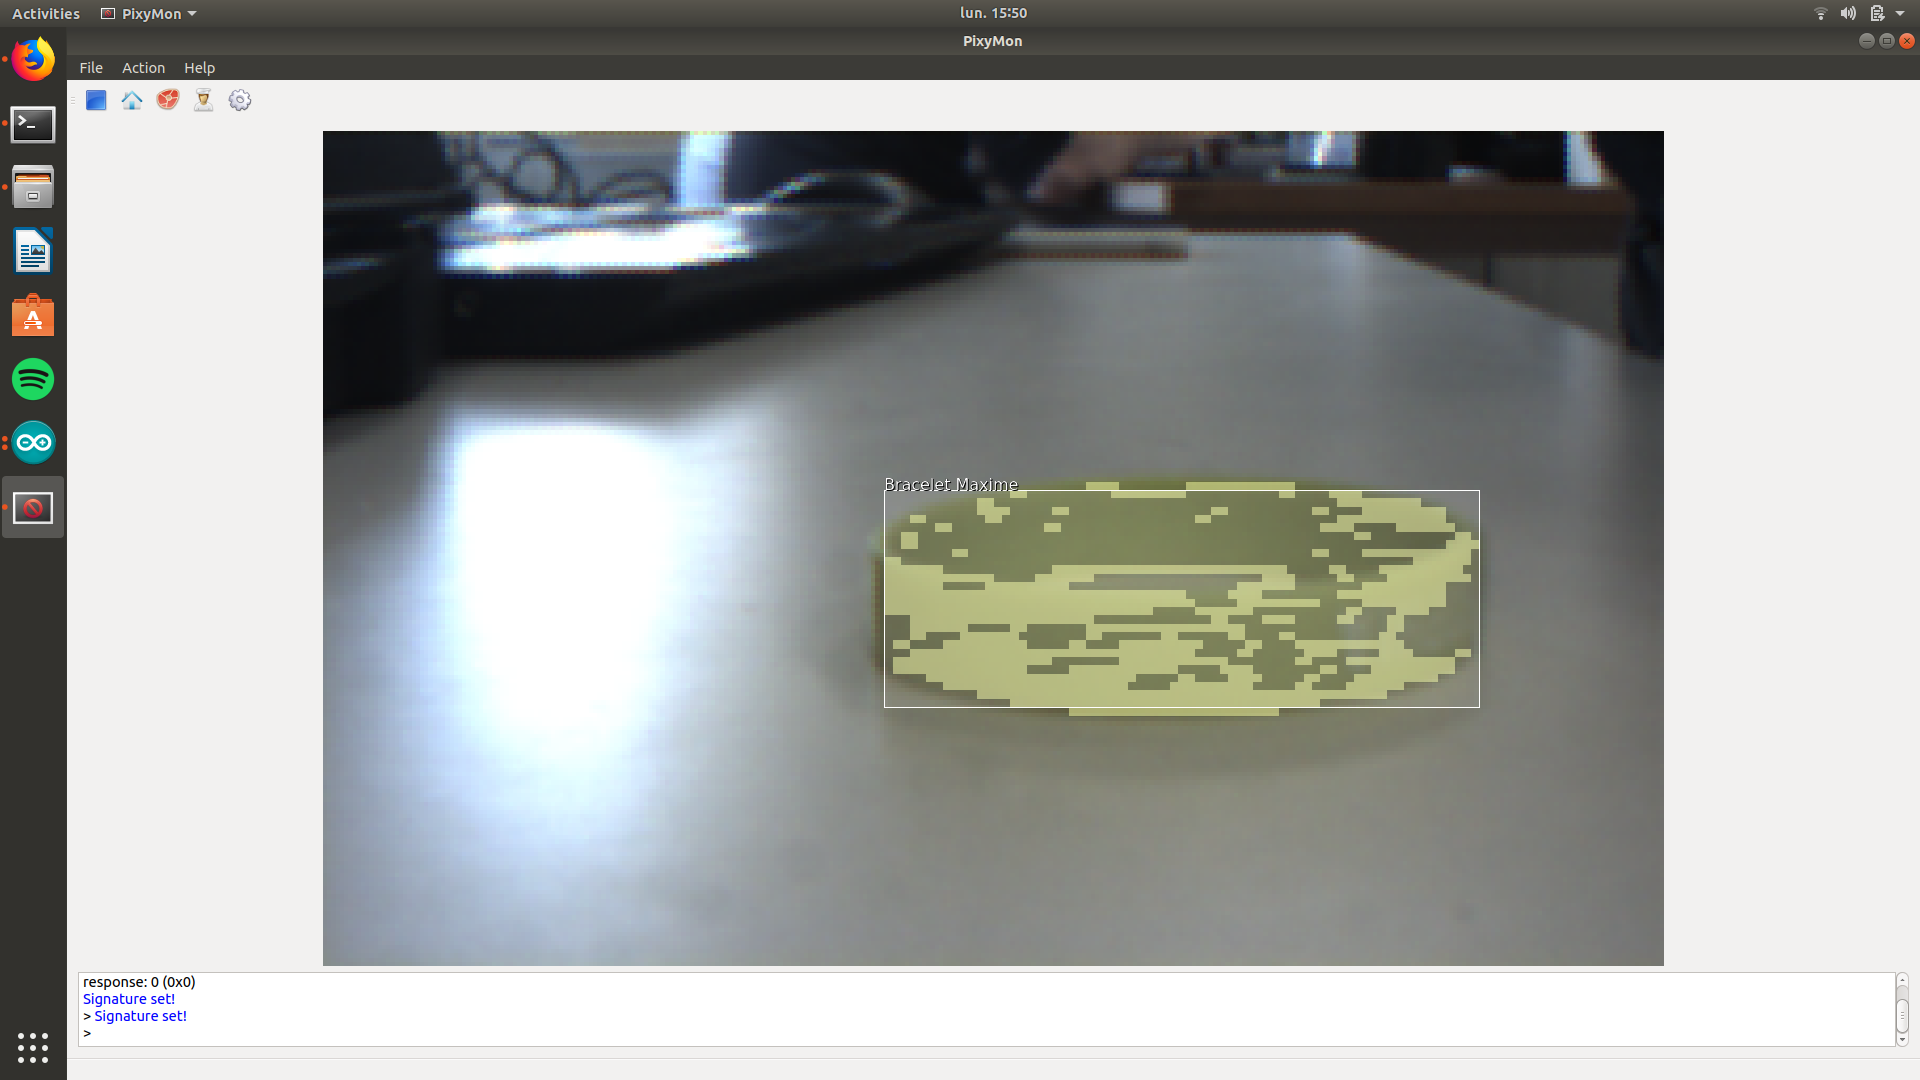 Activities PixyMon lun. 15:50
PixyMon
File Action Help
Bracelet Maxime
response: 0 (0x0)
Signature set!
> Signature set!
>